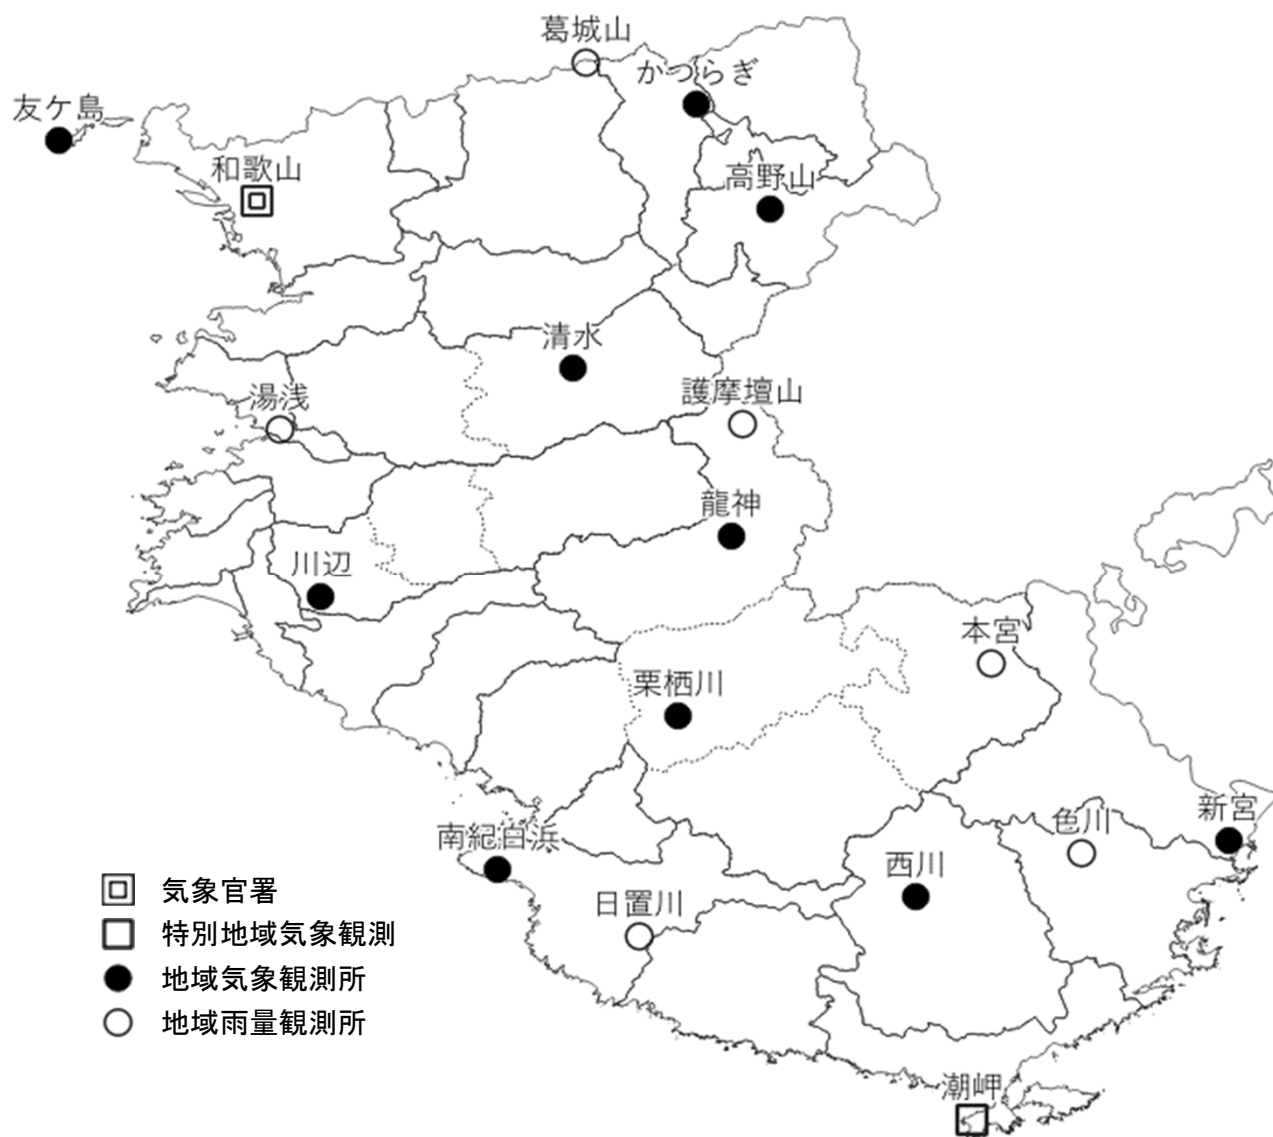 葛城山
かつらぎ
友ケ島
和歌山
高野山
清水
護摩壇山
湯浅
龍神
川辺
本宮
栗栖川
新宮
色川
南紀白浜
西川
日置川
潮岬
気象官署
特別地域気象観測
地域気象観測所
地域雨量観測所